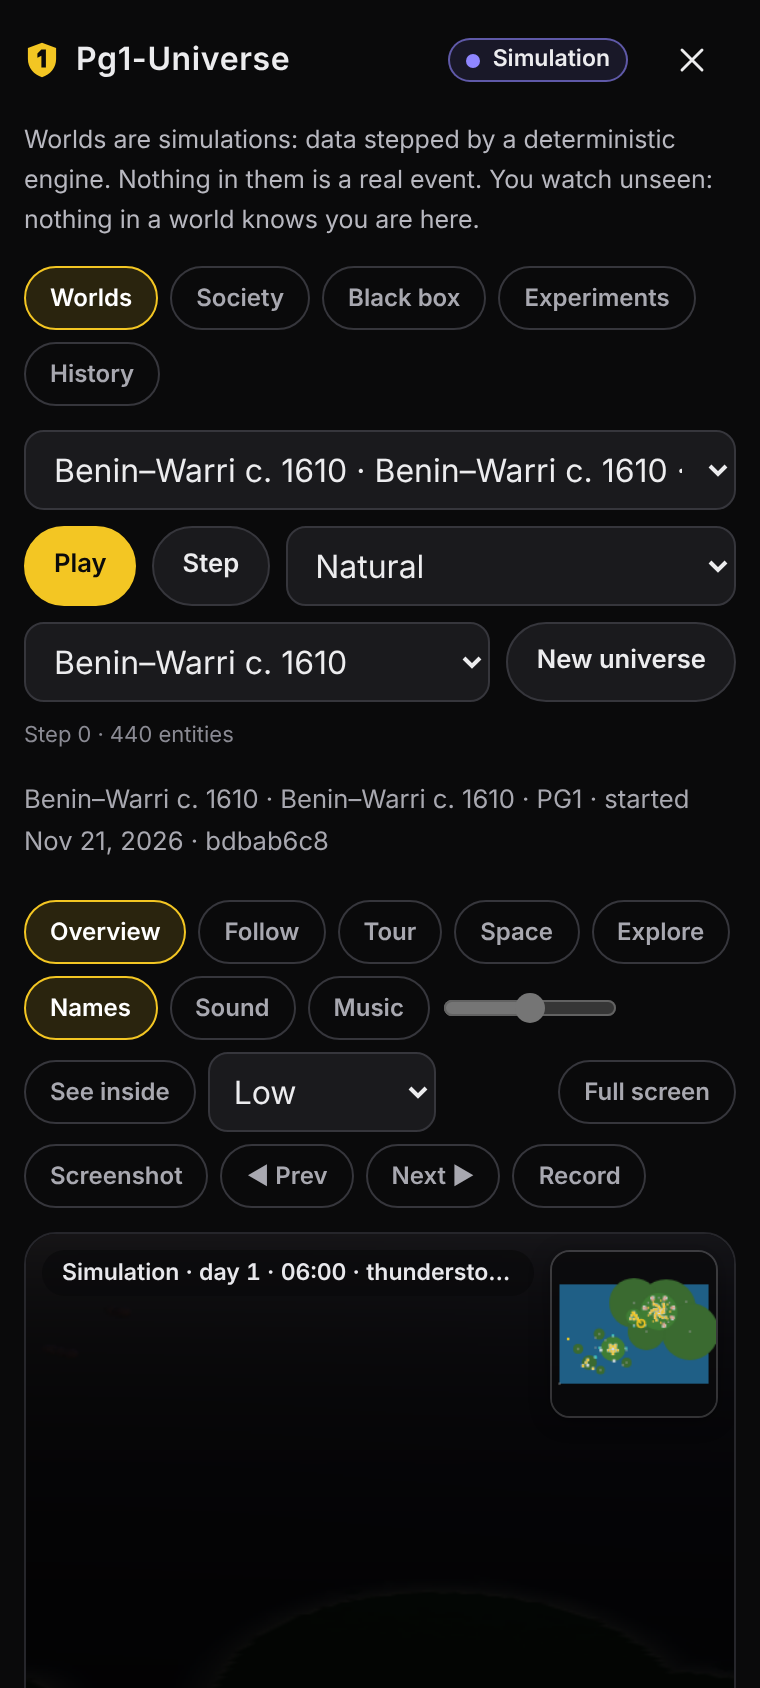 Pg1-Universe
Simulation
Worlds are simulations: data stepped by a deterministic
engine. Nothing in them is a real event. You watch unseen:
nothing in a world knows you are here.
Worlds
Society
Black box
Experiments
History
Benin–Warri c. 1610 · Benin–Warri c. 1610 ·
Play
Step
Natural
Benin–Warri c. 1610
New universe
Step 0 · 440 entities
Benin–Warri c. 1610 · Benin–Warri c. 1610 · PG1 · started
Nov 21, 2026 · bdbab6c8
Overview
Follow
Tour
Space
Explore
Names
Sound
Music
See inside
Low
Full screen
Screenshot
◀ Prev
Next ▶
Record
Simulation · day 1 · 06:00 · thundersto...